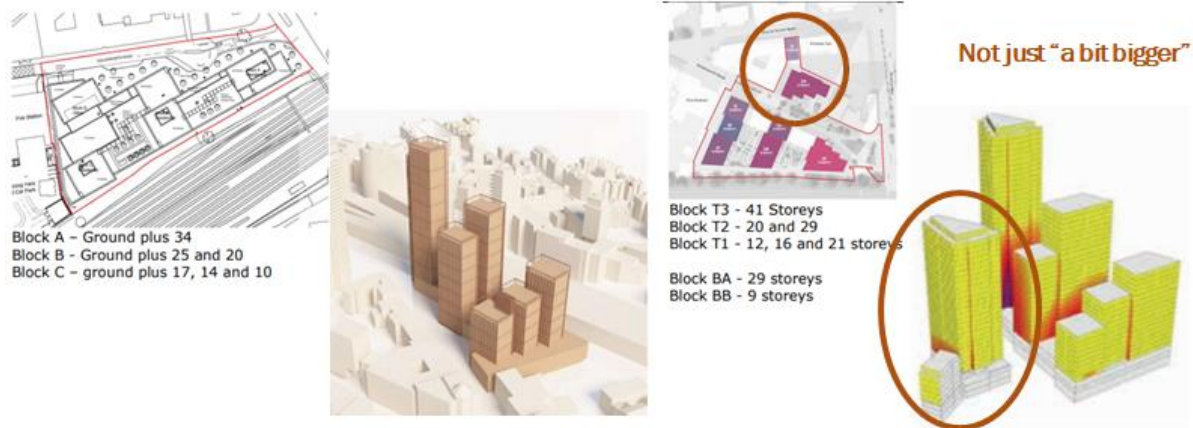 Block A – Ground plus 34
Block B - Ground plus 25 and 20
Block C – ground plus 17, 14 and 10
Block T3 - 41 Storeys
Block T2 - 20 and 29
Block T1 - 12, 16 and 21 storeys
Block BA - 29 storeys
Block BB - 9 storeys
Not just “a bit bigger”